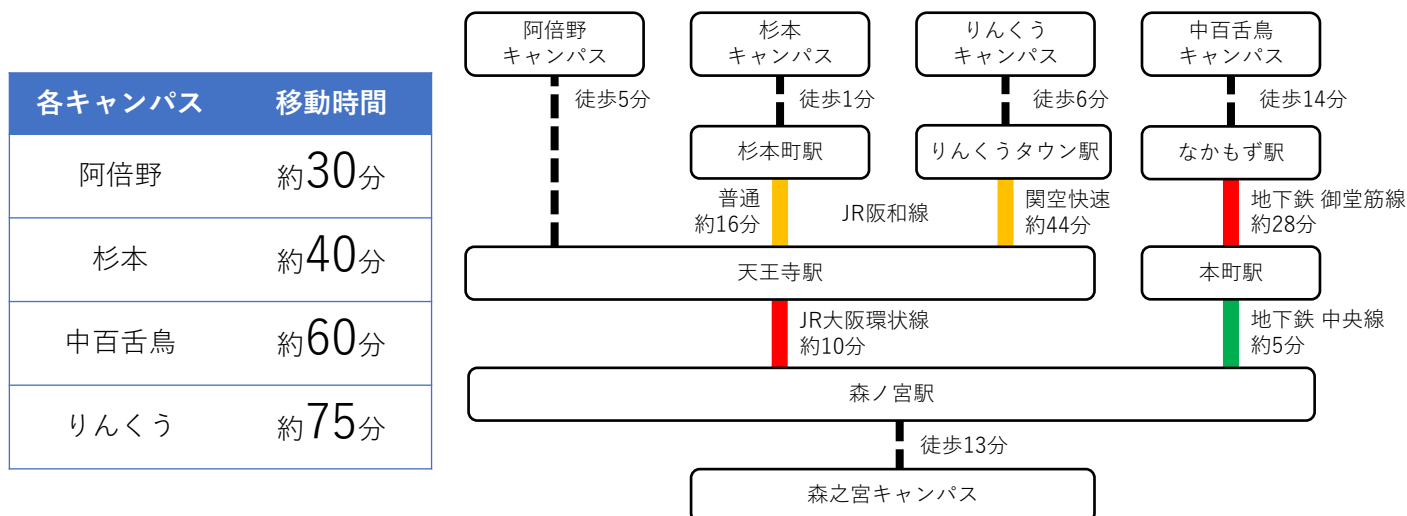 各キャンパス 移動時間
阿倍野 約30分
杉本 約40分
中百舌鳥 約60分
りんくう 約75分
阿倍野
キャンパス
杉本
キャンパス
りんくう
キャンパス
中百舌鳥
キャンパス
徒歩5分
徒歩1分
徒歩6分
徒歩14分
杉本町駅
りんくうタウン駅
なかもず駅
普通
約16分
JR阪和線
関空快速
約44分
地下鉄 御堂筋線
約28分
天王寺駅
本町駅
JR大阪環状線
約10分
地下鉄 中央線
約5分
森ノ宮駅
徒歩13分
森之宮キャンパス